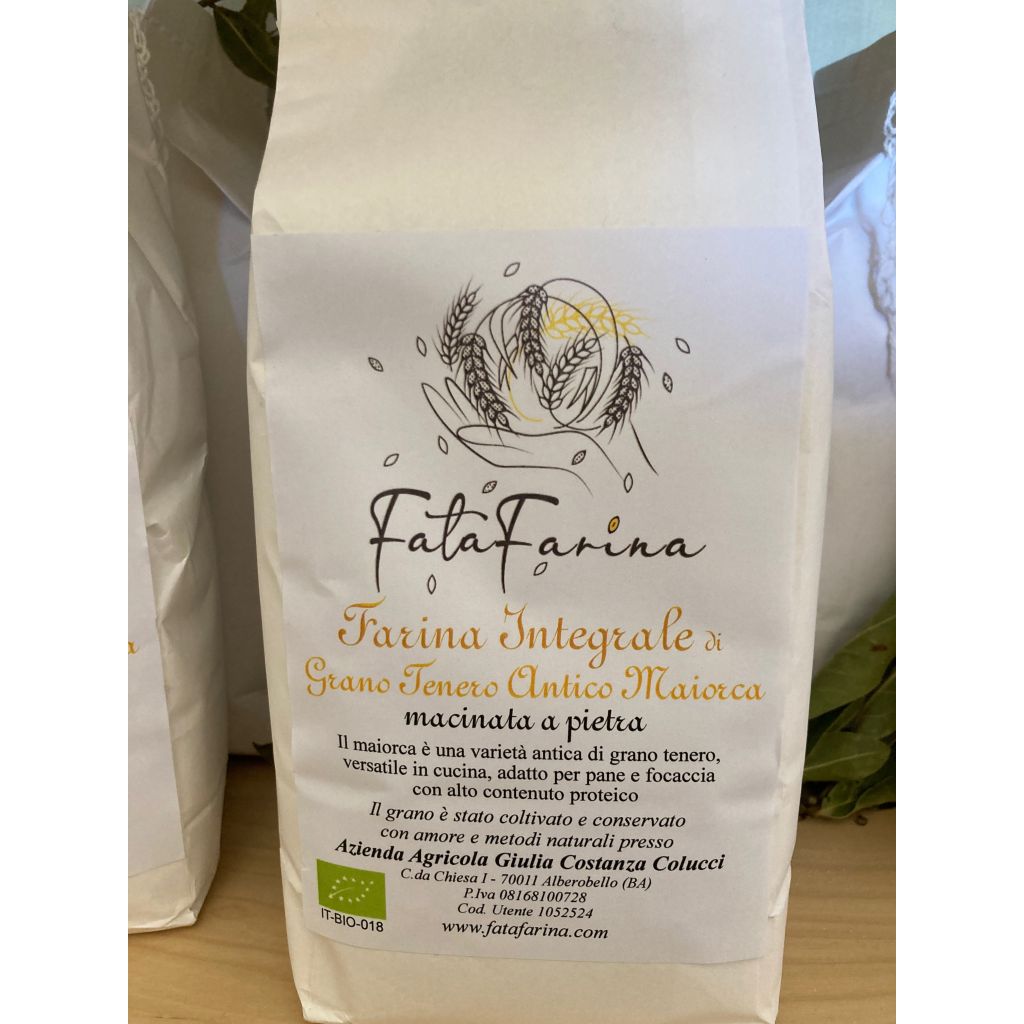 FataFarina
Farina Integrale di
Grano Tenero Antico Maiorca
macinata a pietra
Il maiorca è una varietà antica di grano tenero,
versatile in cucina, adatto per pane e focaccia
con alto contenuto proteico
Il grano è stato coltivato e conservato
con amore e metodi naturali presso
Azienda Agricola Giulia Costanza Colucci
C.da Chiesa I - 70011 Alberobello (BA)
P.Iva 08168100728
Cod. Utente 1052524
www.fatafarina.com
IT-BIO-018